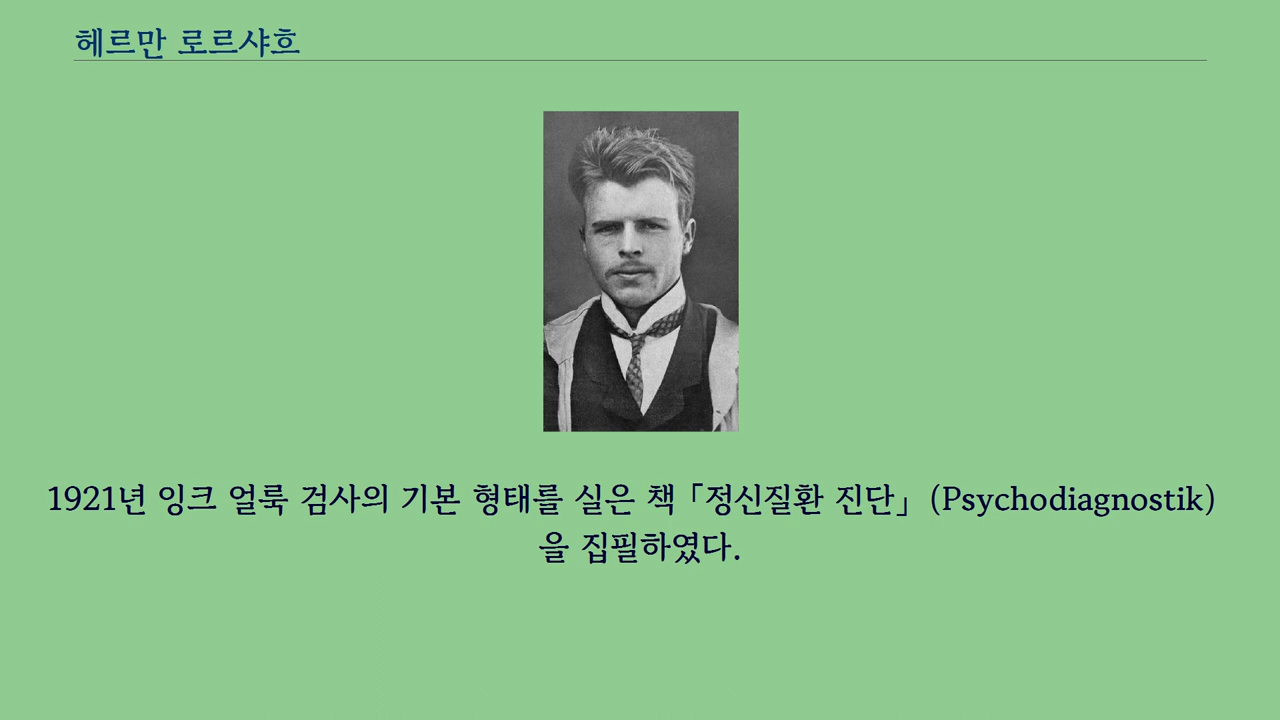 헤르만 로르샤흐
1921년 잉크 얼룩 검사의 기본 형태를 실은 책 「정신질환 진단」 (Psychodiagnostik)
을 집필하였다.